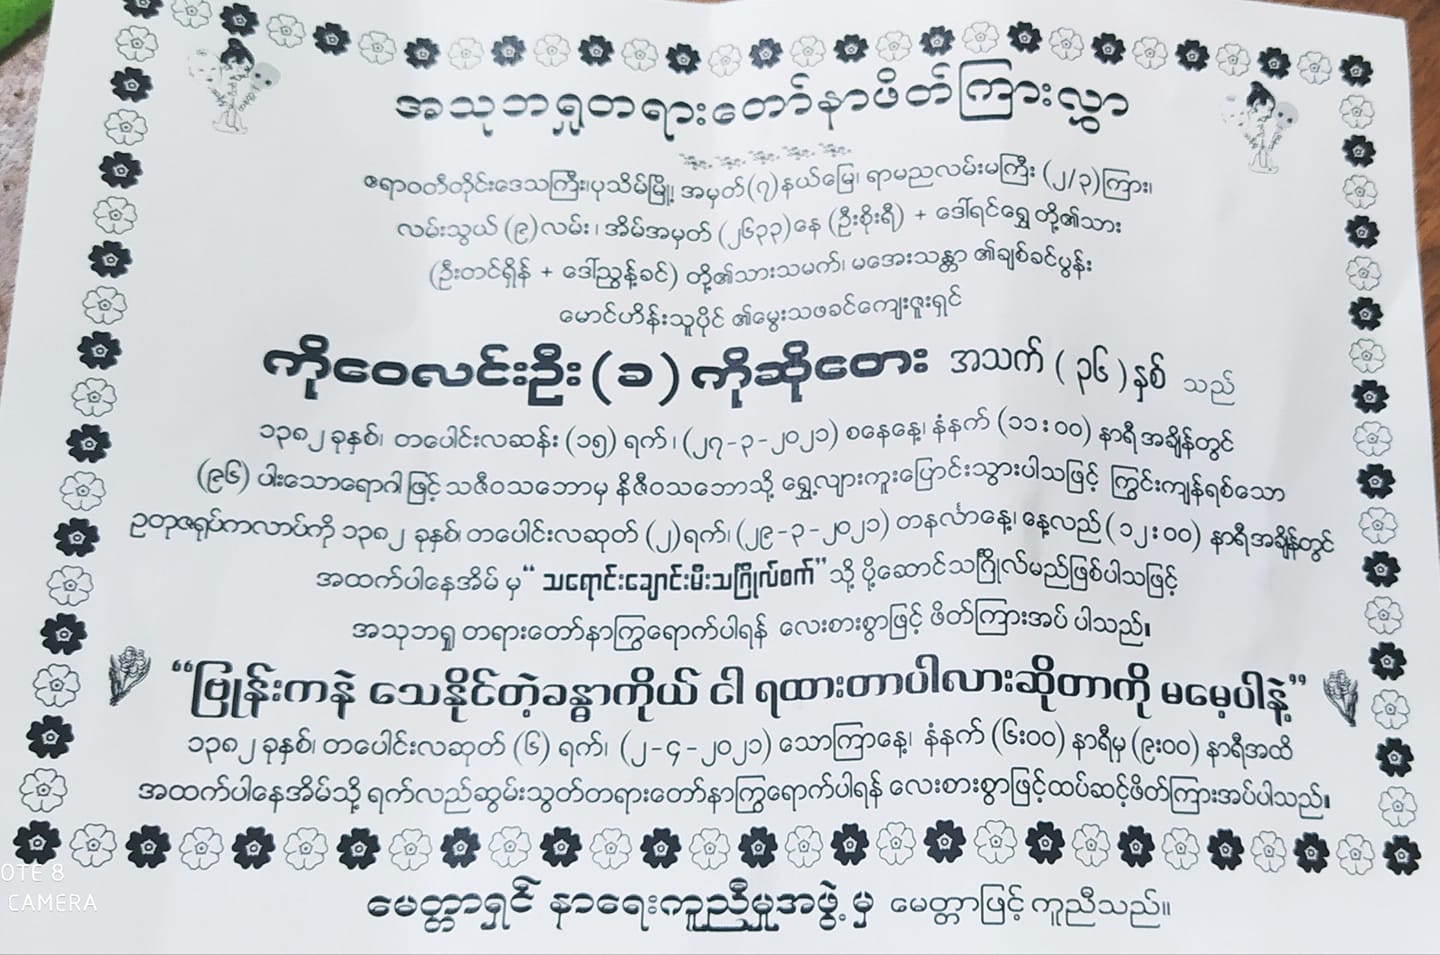 အသုဘရှုတရားတော်နာဖိတ်ကြားလွှာ
ဧရာဝတီတိုင်းဒေသကြီး၊ပုသိမ်မြို့၊ အမှတ်(၇)နယ်မြေ၊ ရာမညလမ်းမကြီး (၂/၃)ကြား၊
လမ်းသွယ် (၉)လမ်း ၊ အိမ်အမှတ် (၂၆၃၃)နေ (ဦးစိုးရီ) + ဒေါ်ရင်ရွှေ တို့၏သား
(ဦးတင်ရှိန် + ဒေါ်ညွန့်ခင်) တို့၏သားသမက်၊ မအေးသန္တာ ၏ချစ်ခင်ပွန်း
မောင်ဟိန်းသူပိုင် ၏မွေးသဖခင်ကျေးဇူးရှင်
ကိုဝေလင်းဦး(ခ) ကိုဆိုတေး အသက် ( ၃၆ ) နှစ် သည်
၁၃၈၂ ခုနှစ်၊ တပေါင်းလဆန်း (၁၅) ရက် ၊ (၂၇-၃-၂၀၂၁) စနေနေ့၊ နံနက် (၁၁ : ၀၀) နာရီ အချိန်တွင်
(၉၆) ပါးသောရောဂါ ဖြင့် သဇီဝသဘောမှ နိဇီဝသဘောသို့ ရွှေ့လျားကူးပြောင်းသွားပါသဖြင့် ကြွင်းကျန်ရစ်သော
ဥတုဇရုပ်ကလာပ်ကို ၁၃၈၂ ခုနှစ်၊ တပေါင်းလဆုတ် (၂)ရက်၊ (၂၉-၃-၂၀၂၁) တနင်္လာနေ့၊ နေ့လည် (၁၂း၀၀) နာရီအချိန်တွင်
အထက်ပါနေအိမ် မှ “ သရောင်းချောင်းမီးသင်္ဂြိုလ်စက်” သို့ ပို့ဆောင်သင်္ဂြိုလ်မည်ဖြစ်ပါသဖြင့်
အသုဘရှု တရားတော်နာကြွရောက်ပါရန် လေးစားစွာဖြင့် ဖိတ်ကြားအပ် ပါသည်။
“ဗြုန်းကနဲ သေနိုင်တဲ့ခန္ဓာကိုယ် ငါ ရထားတာပါလားဆိုတာကို မမေ့ပါနဲ့”
၁၃၈၂ ခုနှစ်၊ တပေါင်းလဆုတ် (၆) ရက်၊ (၂-၄-၂၀၂၁) သောကြာနေ့၊ နံနက် (၆း၀၀) နာရီမှ (၉း၀၀) နာရီအထိ
အထက်ပါနေအိမ်သို့ ရက်လည်ဆွမ်းသွတ်တရားတော်နာကြွရောက်ပါရန် လေးစားစွာဖြင့်ထပ်ဆင့်ဖိတ်ကြားအပ်ပါသည်။
OTE 8
CAMERA
မေတ္တာရှင် နာရေးကူညီမှုအဖွဲ့ မှ မေတ္တာဖြင့် ကူညီသည်။